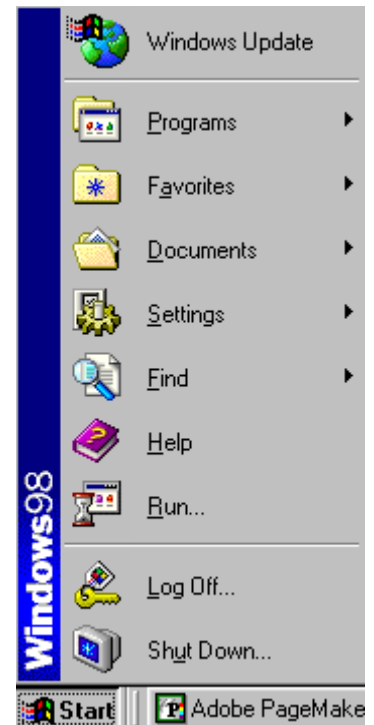 Windows Update
Programs
Favorites
Documents
Settings
Find
Help
Run...
Log Off...
Shut Down...
Windows98
Start
Adobe PageMake